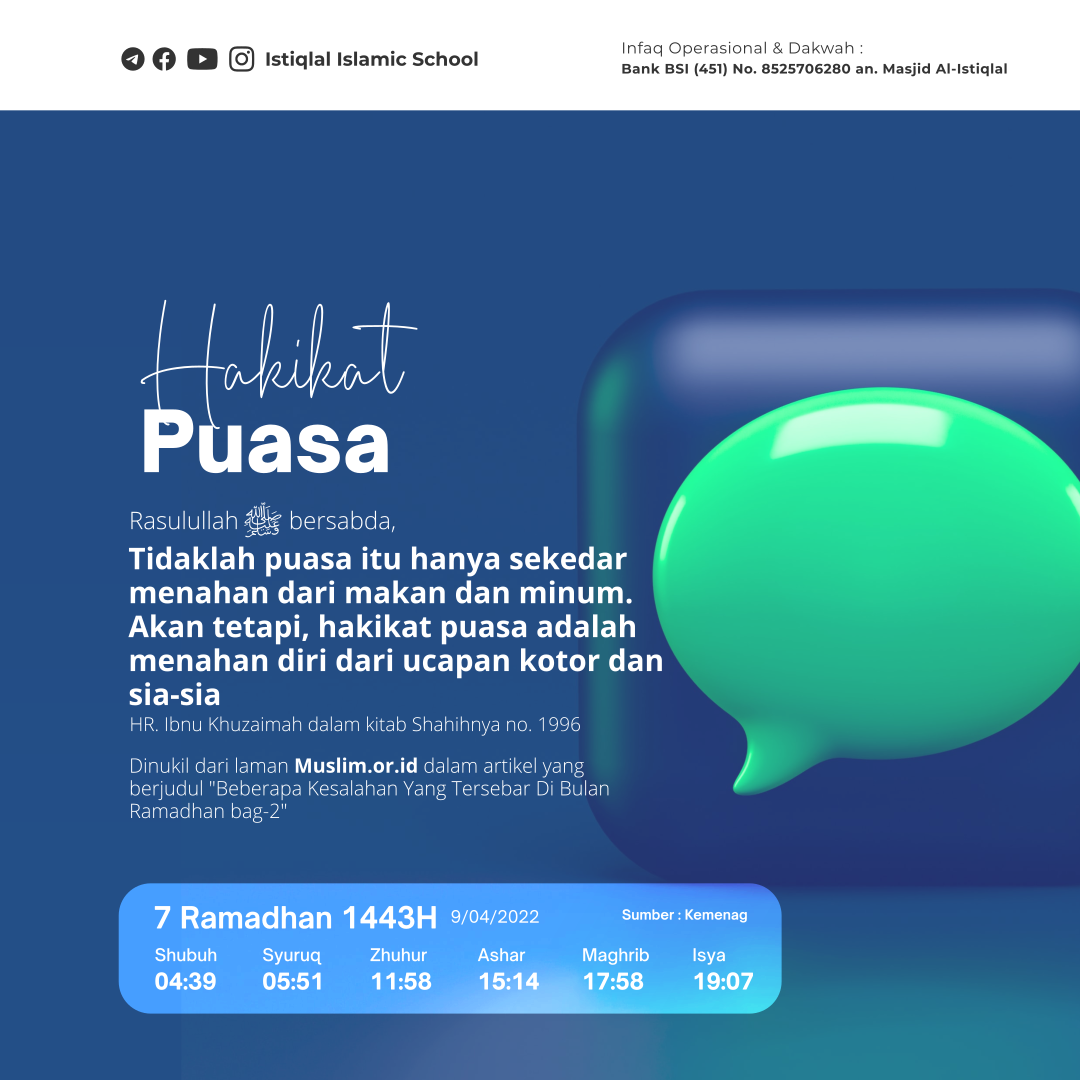 Istiqlal Islamic School
Infaq Operasional & Dakwah :
Bank BSI (451) No. 8525706280 an. Masjid Al-Istiqlal
Hakikat
Puasa
Rasulullah ﷺ bersabda,
Tidaklah puasa itu hanya sekedar
menahan dari makan dan minum.
Akan tetapi, hakikat puasa adalah
menahan diri dari ucapan kotor dan
sia-sia
HR. Ibnu Khuzaimah dalam kitab Shahihnya no. 1996
Dinukil dari laman Muslim.or.id dalam artikel yang
berjudul "Beberapa Kesalahan Yang Tersebar Di Bulan
Ramadhan bag-2"
7 Ramadhan 1443H 9/04/2022 Sumber : Kemenag
Shubuh Syuruq Zhuhur Ashar Maghrib Isya
04:39 05:51 11:58 15:14 17:58 19:07